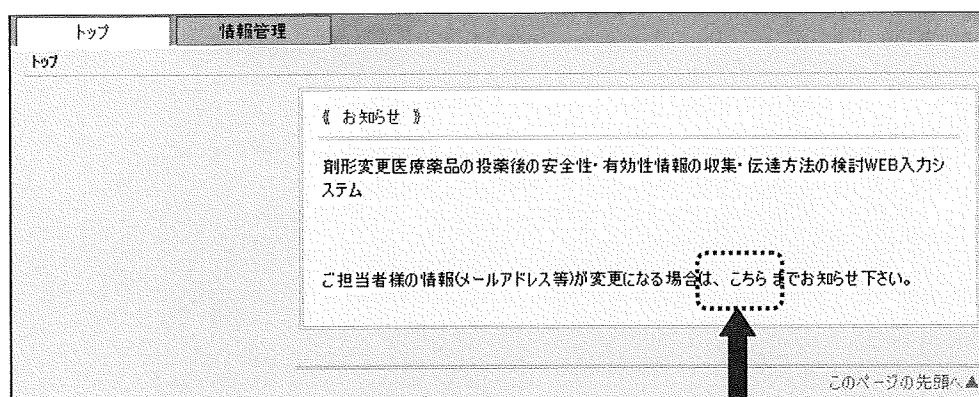 トップ
情報管理
トップ
《 お知らせ 》
剤形変更医療薬品の投薬後の安全性・有効性情報の収集・伝達方法の検討WEB入力シ
ステム
ご担当者様の情報(メールアドレス等)が変更になる場合は、こちら までお知らせ下さい。
このページの先頭へ▲